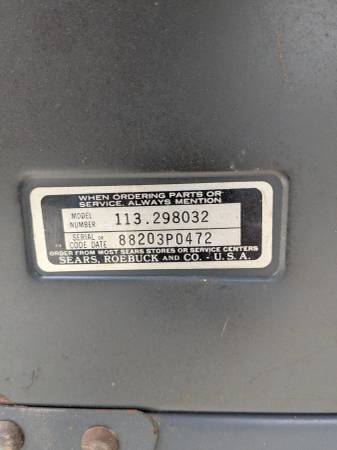 WHEN ORDERING PARTS OR
SERVICE, ALWAYS MENTION
MODEL NUMBER 113.298032
SERIAL OR CODE DATE 88203P0472
ORDER FROM MOST SEARS STORES OR SERVICE CENTERS
SEARS, ROEBUCK AND CO. - U.S.A.